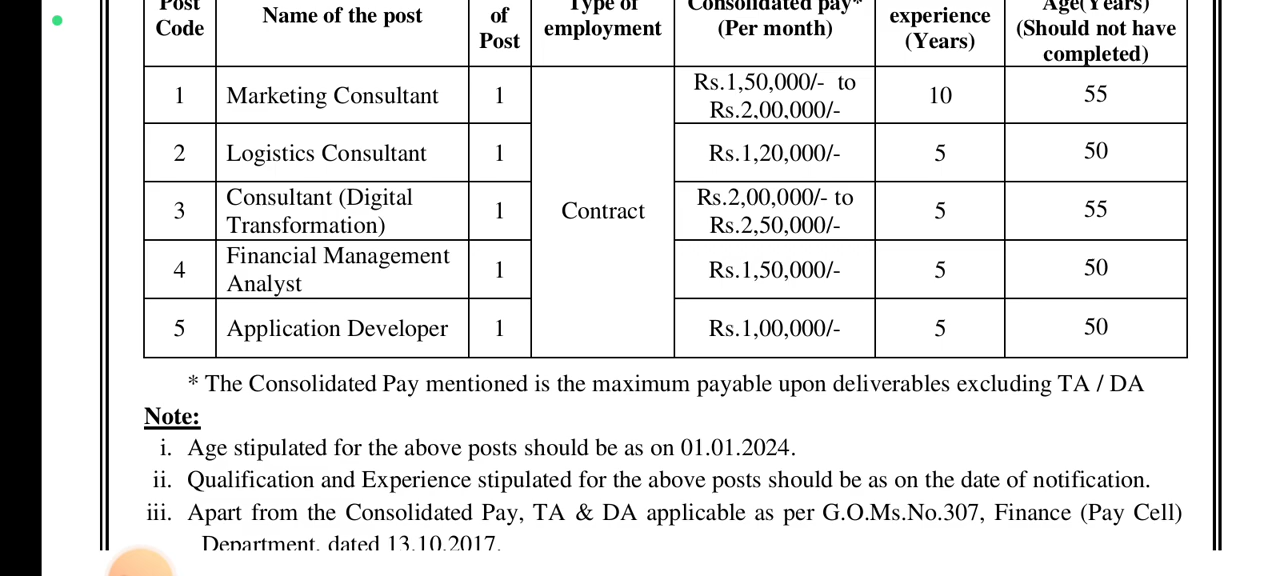 Post Code
Name of the post
of Post
Type of employment
Consolidated pay* (Per month)
experience (Years)
Age(Years) (Should not have completed)
1 Marketing Consultant 1 Rs.1,50,000/- to Rs.2,00,000/- 10 55
2 Logistics Consultant 1 Rs.1,20,000/- 5 50
3 Consultant (Digital Transformation) 1 Contract Rs.2,00,000/- to Rs.2,50,000/- 5 55
4 Financial Management Analyst 1 Rs.1,50,000/- 5 50
5 Application Developer 1 Rs.1,00,000/- 5 50
* The Consolidated Pay mentioned is the maximum payable upon deliverables excluding TA / DA
Note:
i. Age stipulated for the above posts should be as on 01.01.2024.
ii. Qualification and Experience stipulated for the above posts should be as on the date of notification.
iii. Apart from the Consolidated Pay, TA & DA applicable as per G.O.Ms.No.307, Finance (Pay Cell)
Department, dated 13.10.2017.